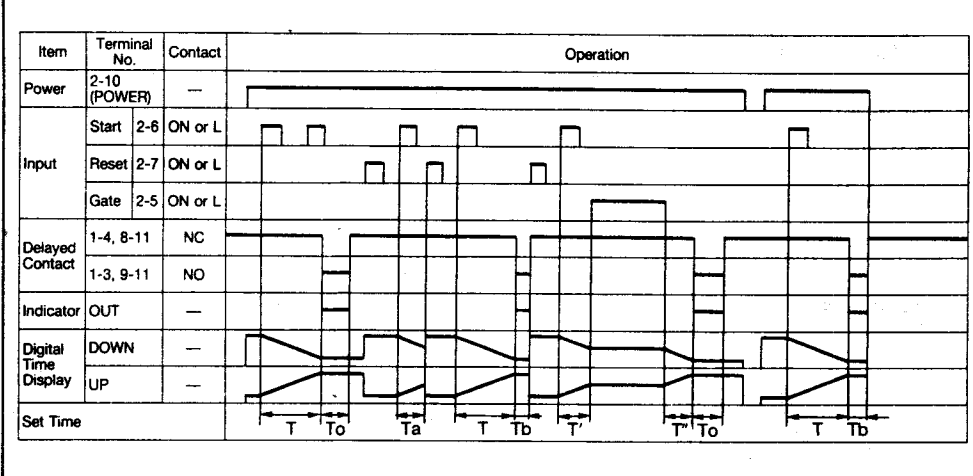 Item Terminal No. Contact Operation
Power 2-10 (POWER) —
Input Start 2-6 ON or L
Reset 2-7 ON or L
Gate 2-5 ON or L
Delayed Contact 1-4, 8-11 NC
1-3, 9-11 NO
Indicator OUT —
Digital Time Display DOWN —
UP —
Set Time T To Ta T Tb T' T" To T Tb